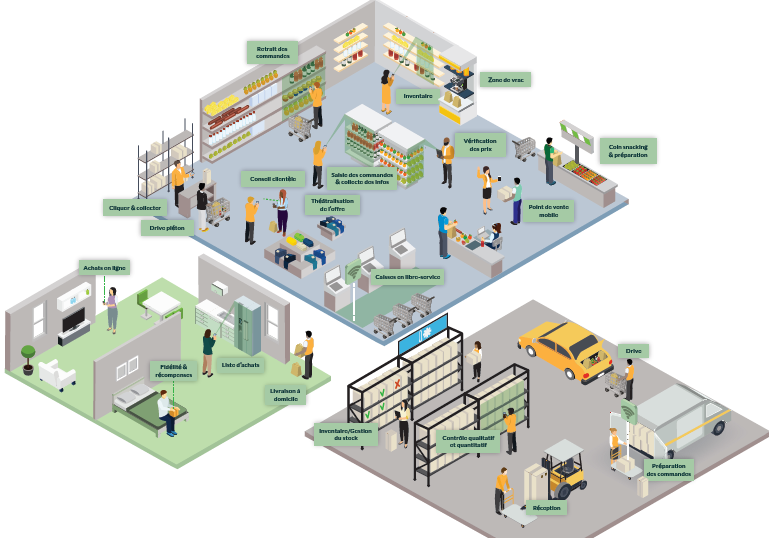 Retrait des
commandes
Zone de vrac
Inventaire
Vérification
des prix
Coin snacking
& préparation
Conseil clientèle
Saisie des commandes
& collecte des infos
Cliquer & collecter
Théâtralisation
de l'offre
Point de vente
mobile
Drive piéton
Achats en ligne
Caisses en libre-service
Drive
Fidélité &
récompenses
Liste d'achats
Livraison à
domicile
Inventaire/Gestion
du stock
Contrôle qualitatif
et quantitatif
Préparation
des commandes
Réception